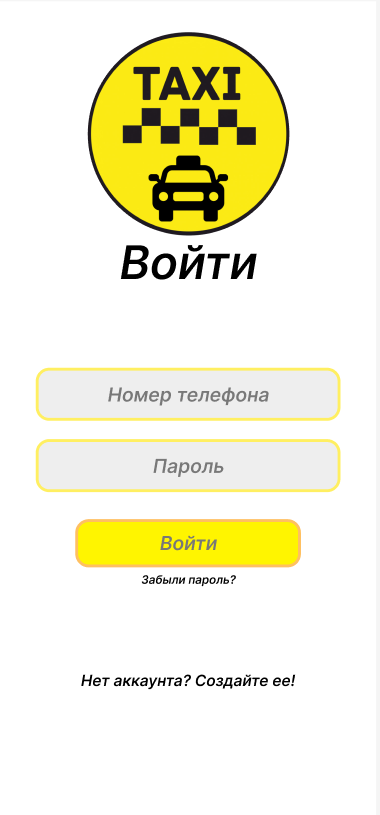 TAXI
Войти
Номер телефона
Пароль
Войти
Забыли пароль?
Нет аккаунта? Создайте ее!